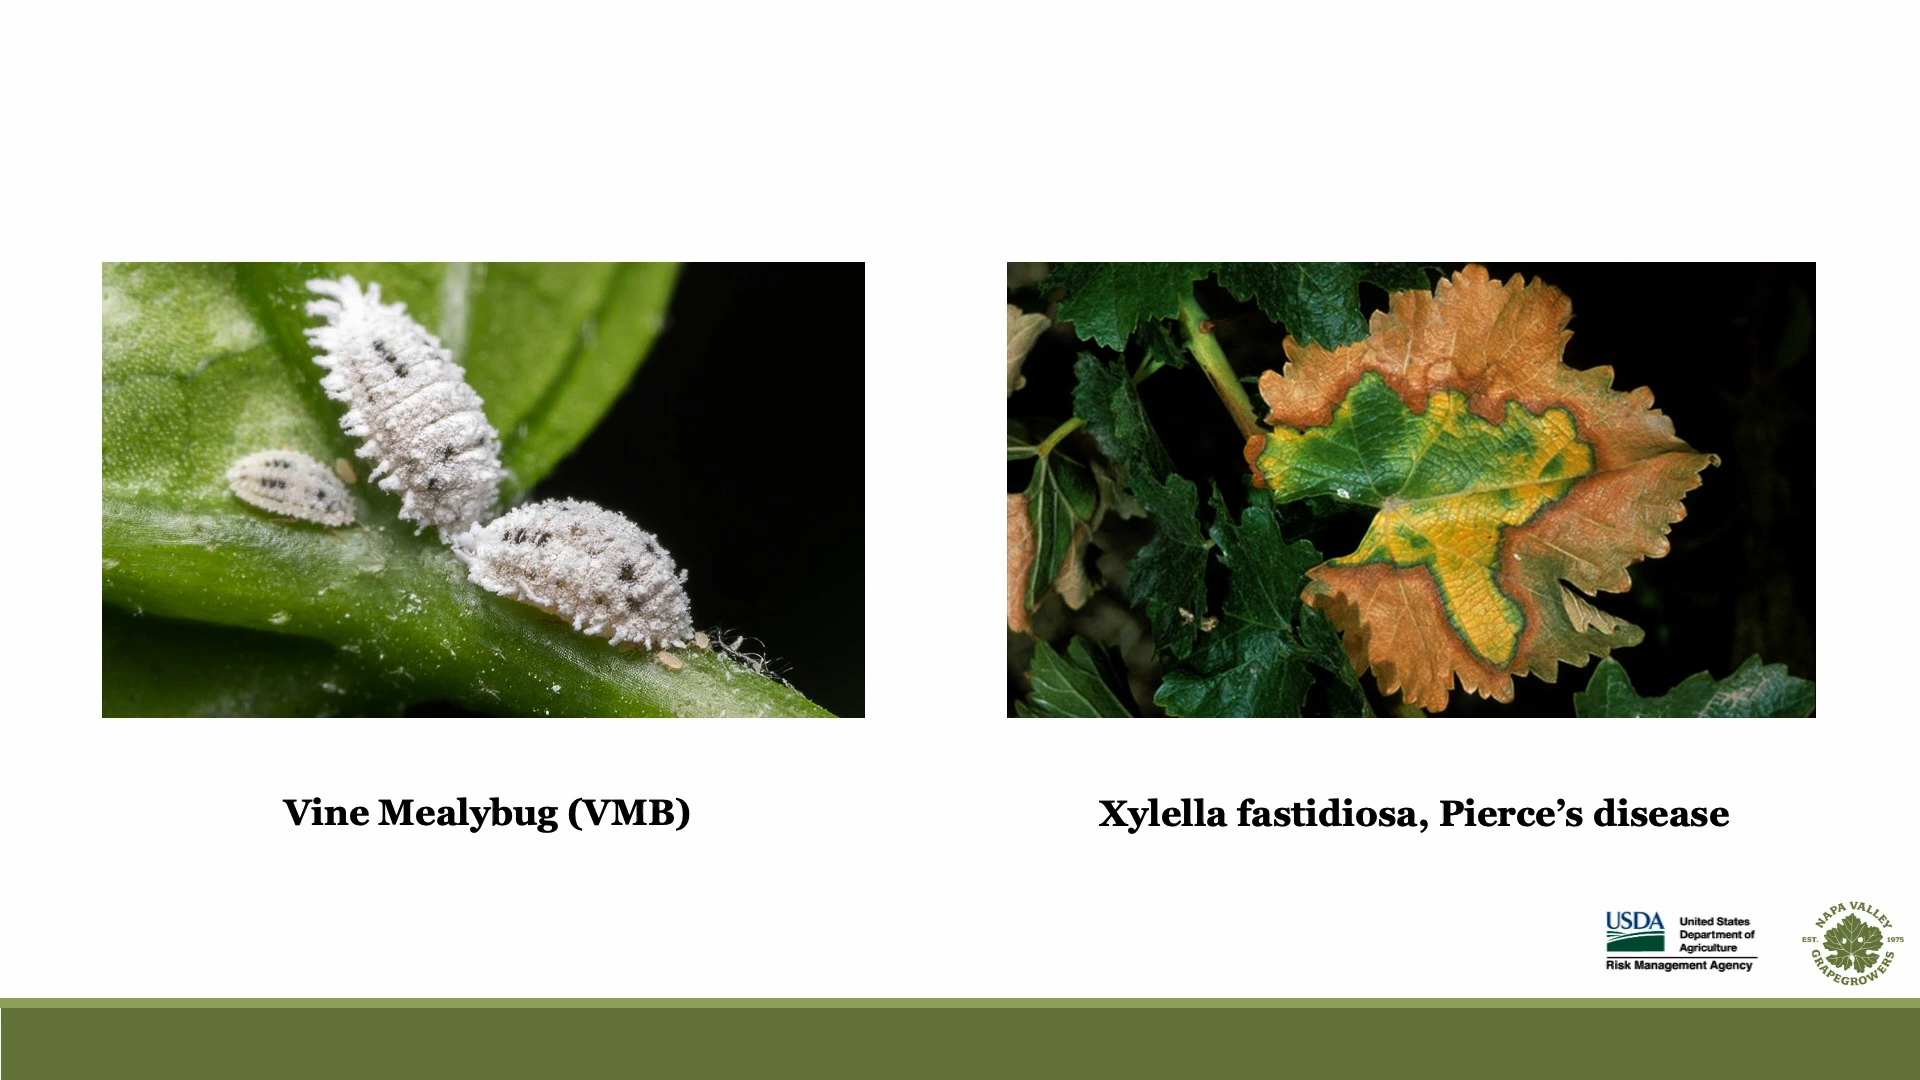 Vine Mealybug (VMB)
Xylella fastidiosa, Pierce’s disease
USDA
United States
Department of
Agriculture
Risk Management Agency
NAPA VALLEY
EST. 1975
GRAPEGROWERS